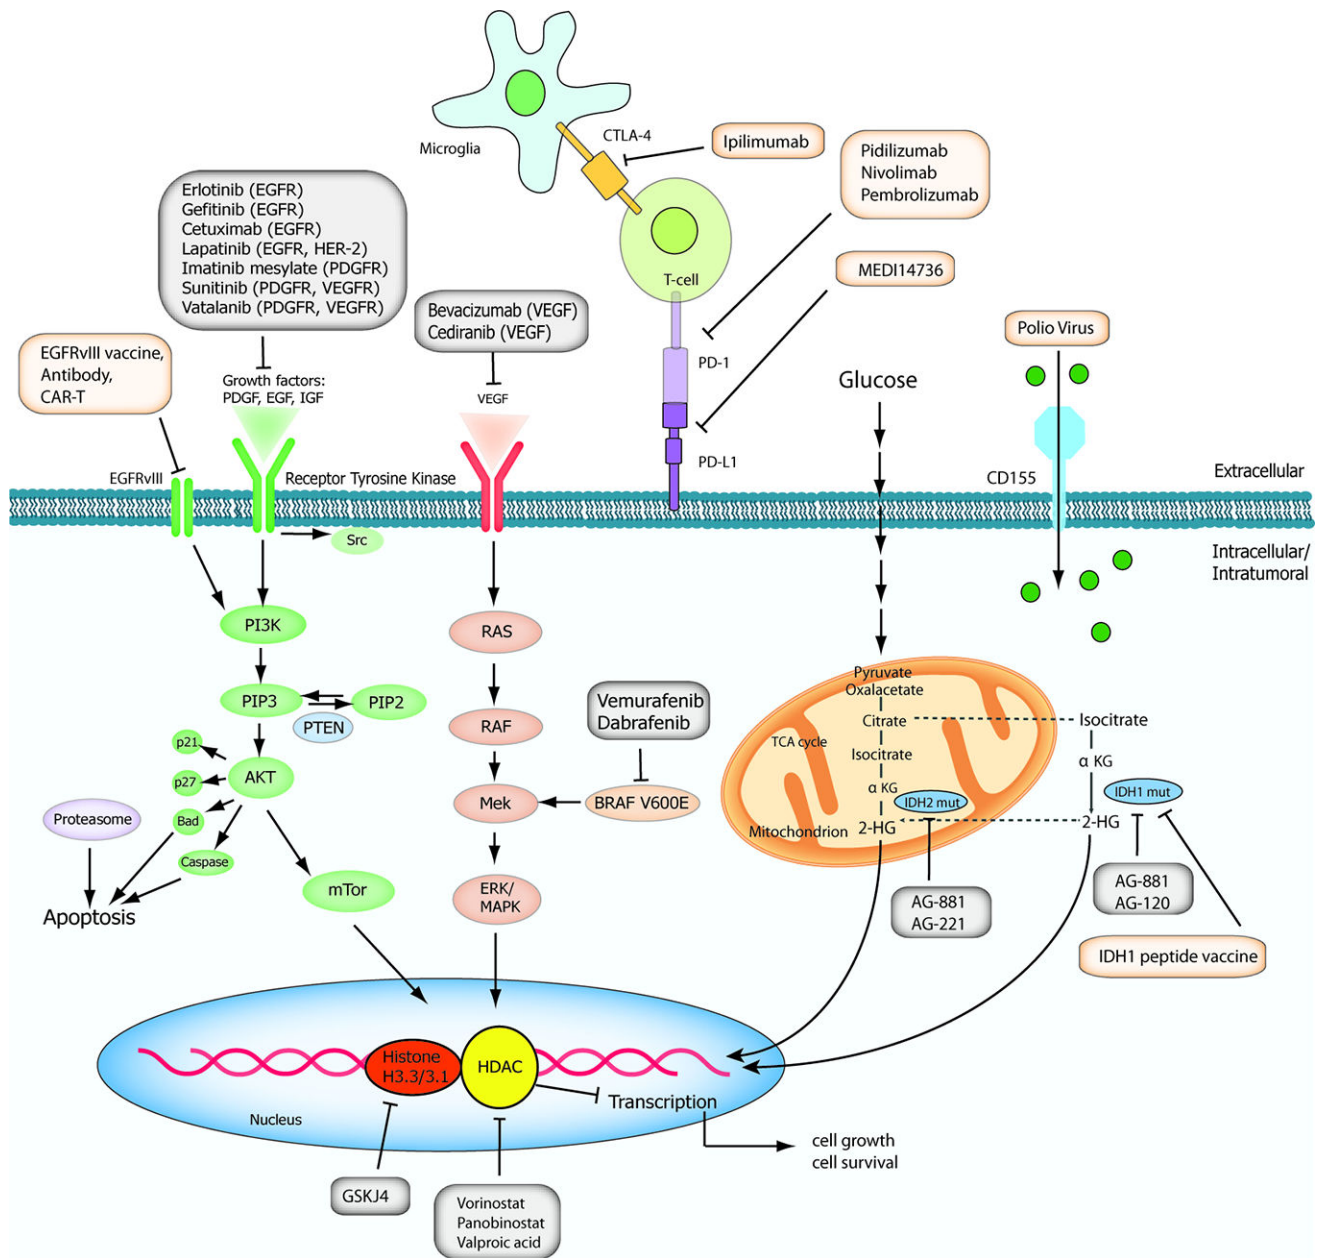 Microglia
CTLA-4
Ipilimumab
Pidilizumab
Nivolimab
Pembrolizumab
T-cell
MEDI14736
Erlotinib (EGFR)
Gefitinib (EGFR)
Cetuximab (EGFR)
Lapatinib (EGFR, HER-2)
Imatinib mesylate (PDGFR)
Sunitinib (PDGFR, VEGFR)
Vatalanib (PDGFR, VEGFR)
Bevacizumab (VEGF)
Cediranib (VEGF)
Polio Virus
EGFRvIII vaccine,
Antibody,
CAR-T
Growth factors:
PDGF, EGF, IGF
VEGF
PD-1
Glucose
EGFRvIII
Receptor Tyrosine Kinase
PD-L1
CD155
Extracellular
Src
Intracellular/
Intratumoral
PI3K
RAS
PIP3
PIP2
PTEN
RAF
Vemurafenib
Dabrafenib
Pyruvate
Oxalacetate
Citrate
Isocitrate
TCA cycle
Isocitrate
α KG
α KG
p21
p27
AKT
Bad
Caspase
Proteasome
Apoptosis
mTor
Mek
BRAF V600E
IDH2 mut
IDH1 mut
Mitochondrion
2-HG
2-HG
ERK/
MAPK
AG-881
AG-221
AG-881
AG-120
IDH1 peptide vaccine
Histone
H3.3/3.1
HDAC
Transcription
Nucleus
cell growth
cell survival
GSKJ4
Vorinostat
Panobinostat
Valproic acid